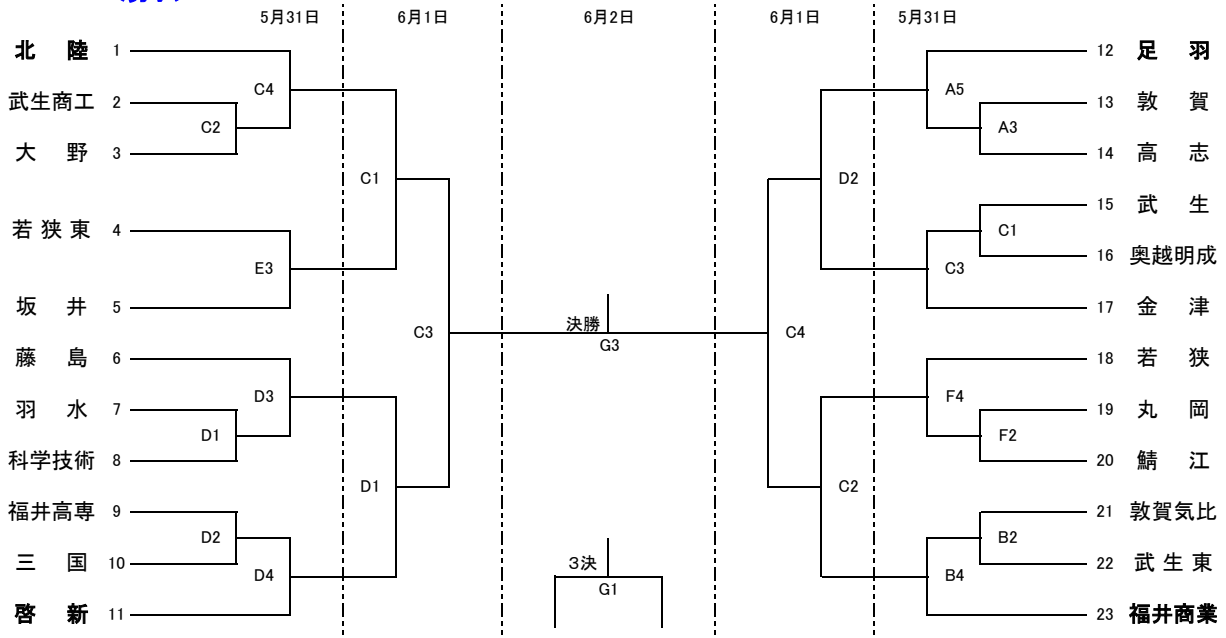 5月31日 6月1日 6月2日 6月1日 5月31日
北 陸 1
武生商工 2
大 野 3
若狭東 4
坂 井 5
藤 島 6
羽 水 7
科学技術 8
福井高専 9
三 国 10
啓 新 11
C4
C2
E3
D3
D1
D2
D4
C1
D1
C3
決勝
G3
3決
G1
C4
D2
C2
A5
A3
C1
C3
F4
F2
B2
B4
12 足 羽
13 敦 賀
14 高 志
15 武 生
16 奥越明成
17 金 津
18 若 狭
19 丸 岡
20 鯖 江
21 敦賀気比
22 武生東
23 福井商業